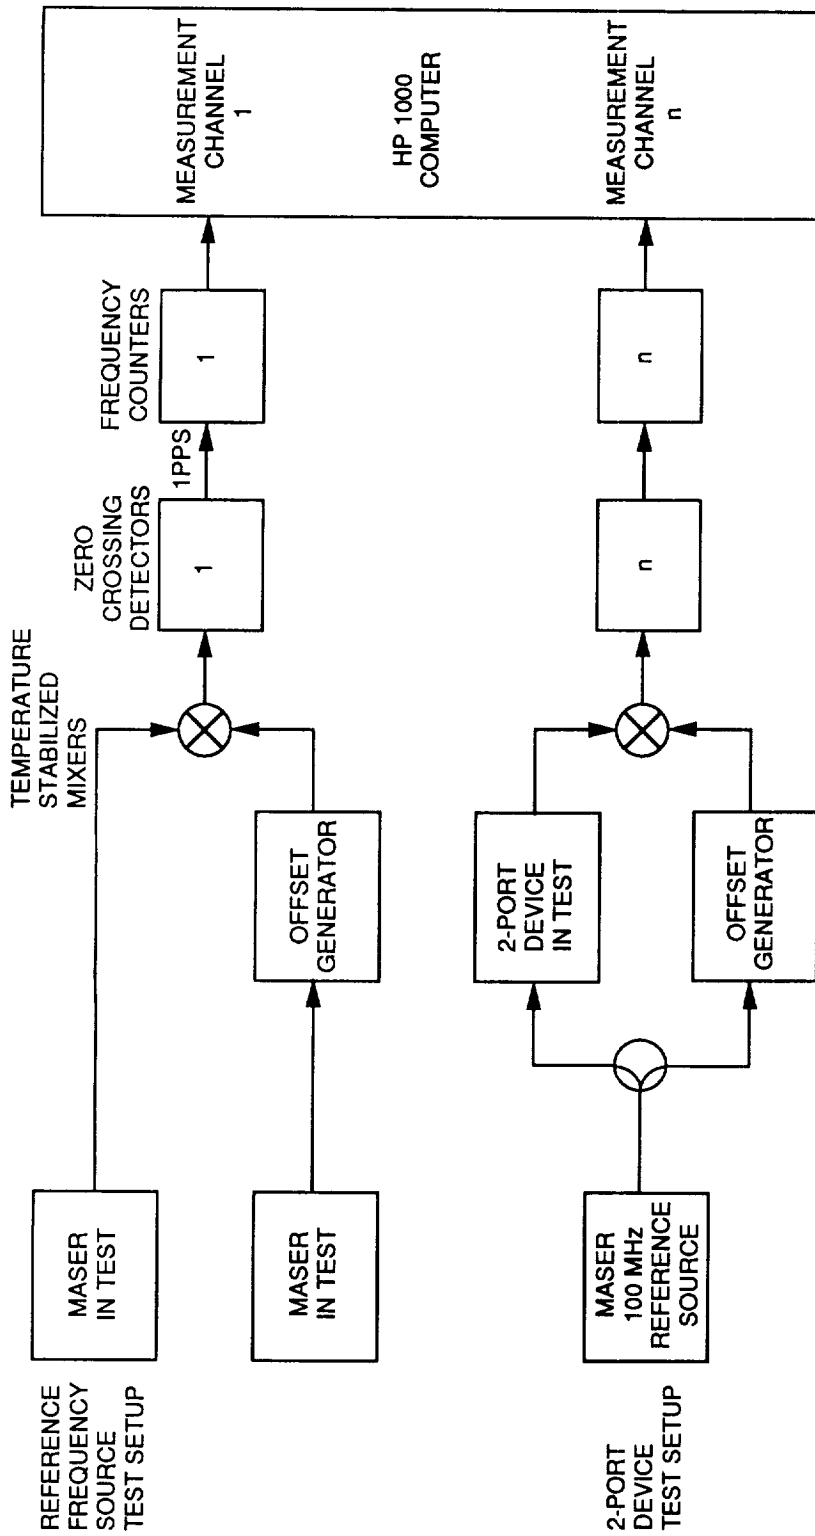 REFERENCE
FREQUENCY
SOURCE
TEST SETUP
MASER
IN TEST
MASER
IN TEST
OFFSET
GENERATOR
TEMPERATURE
STABILIZED
MIXERS
ZERO
CROSSING
DETECTORS
1
1PPS
FREQUENCY
COUNTERS
1
MEASUREMENT
CHANNEL
1
HP 1000
COMPUTER
2-PORT
DEVICE
TEST SETUP
MASER
100 MHz
REFERENCE
SOURCE
2-PORT
DEVICE
IN TEST
OFFSET
GENERATOR
n
n
MEASUREMENT
CHANNEL
n